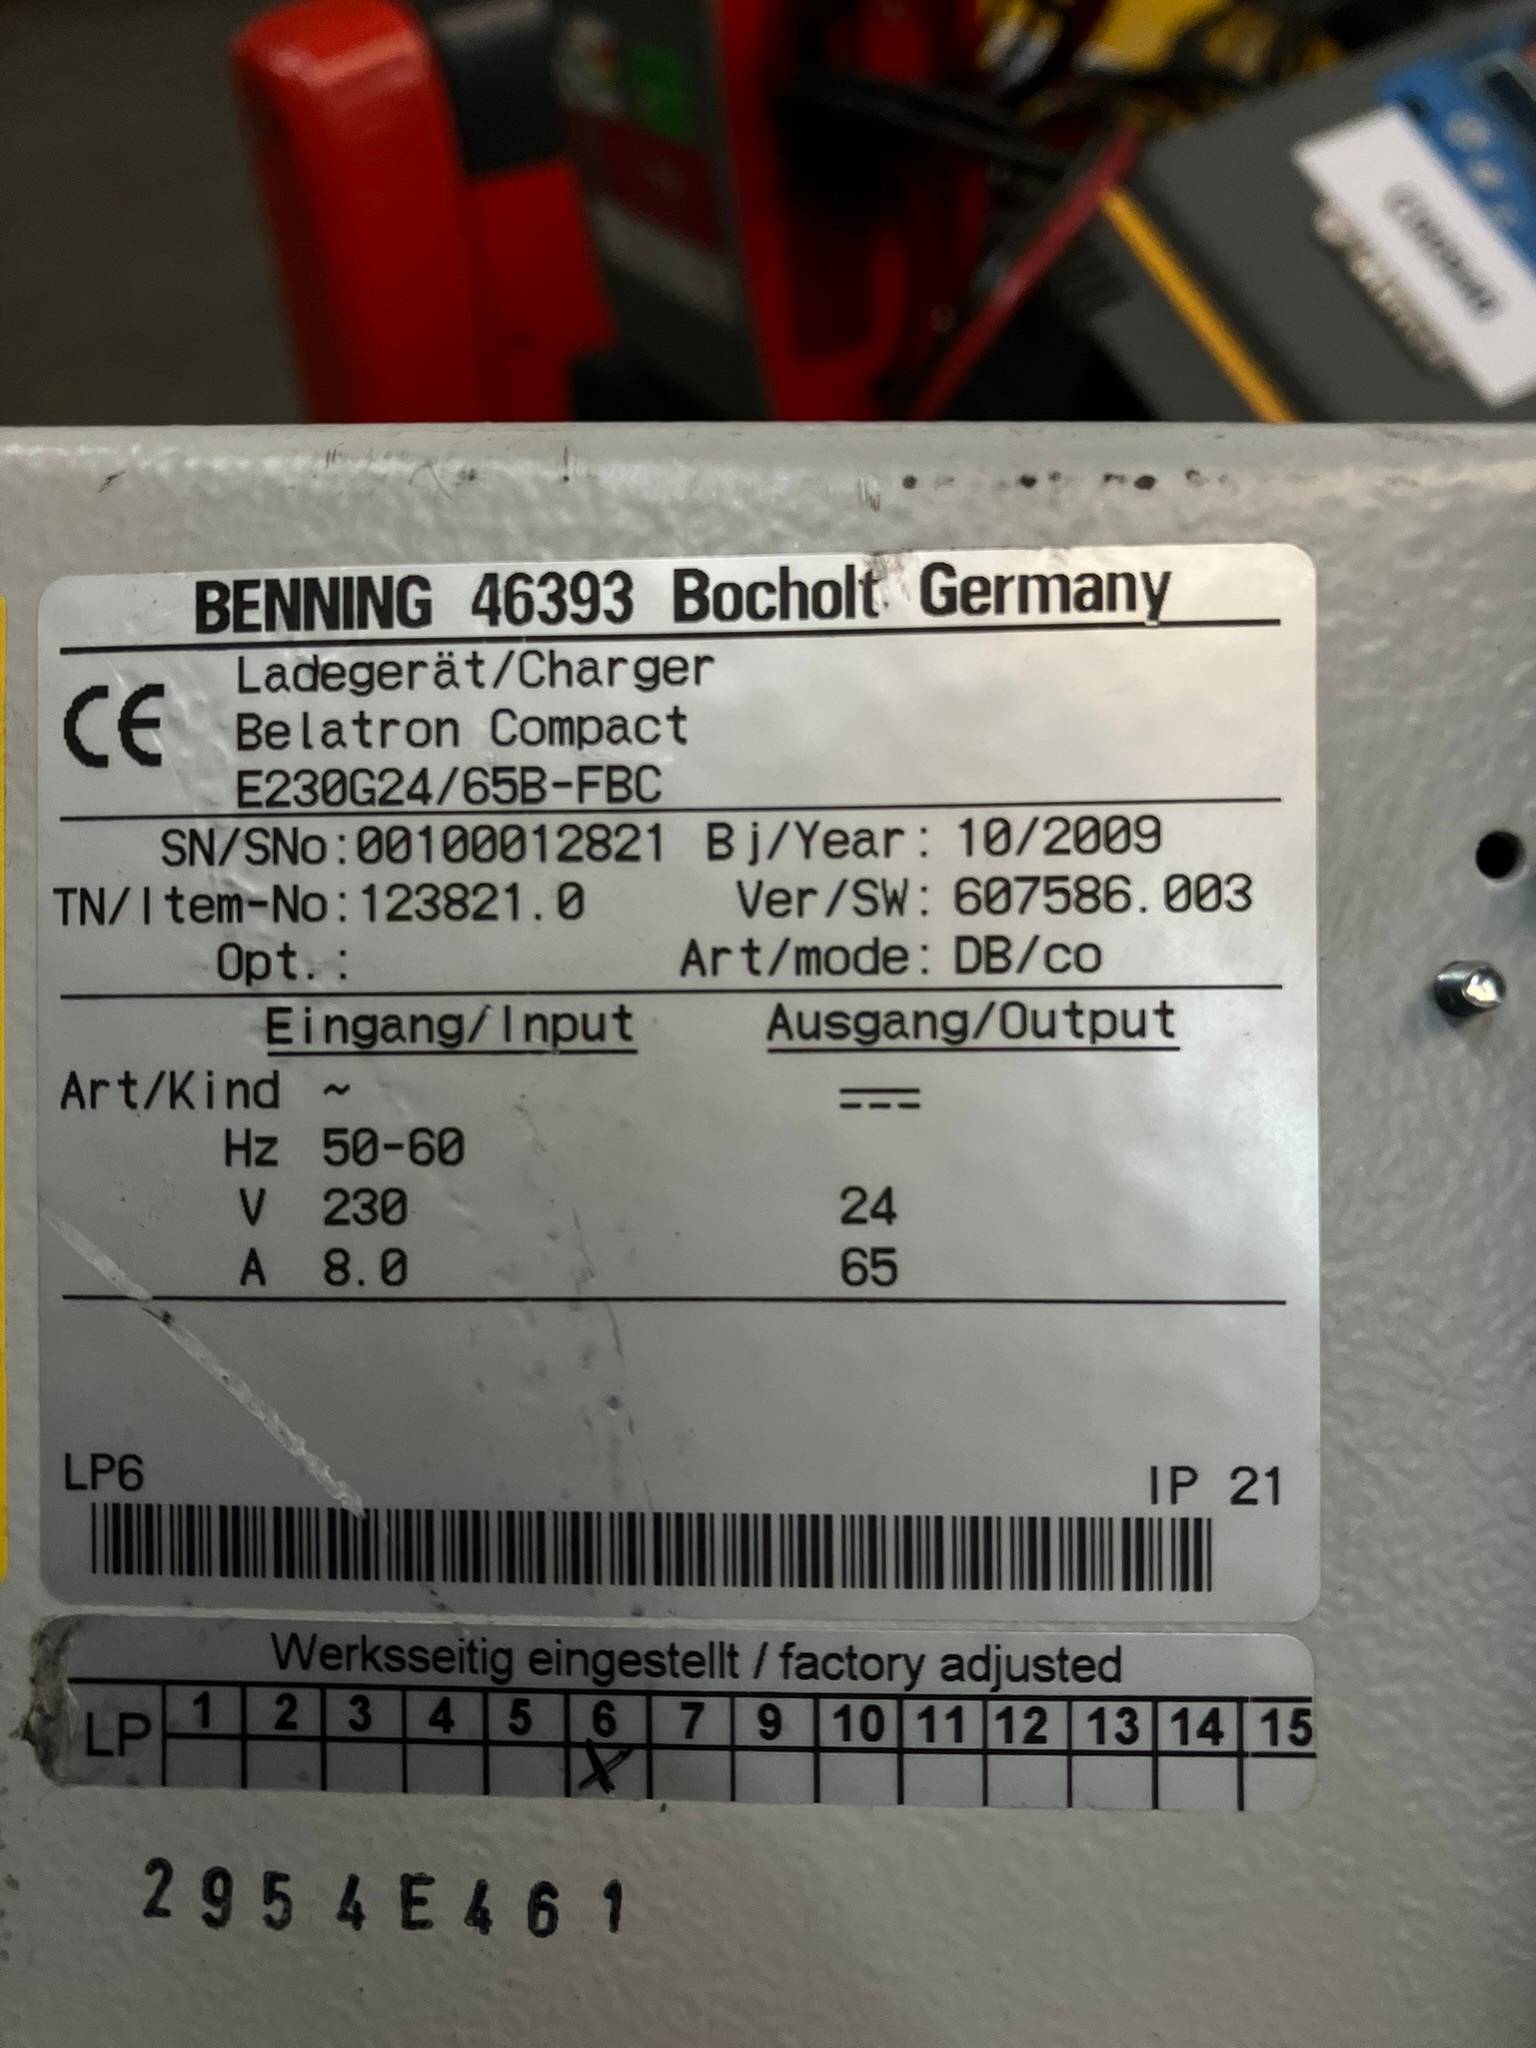 BENNING 46393 Bocholt Germany
CE
Ladegerät/Charger
Belatron Compact
E230G24/65B-FBC
SN/SNo:00100012821 Bj/Year: 10/2009
TN/Item-No:123821.0 Ver/SW: 607586.003
Opt.: Art/mode: DB/co
Eingang/Input Ausgang/Output
Art/Kind ~ ⎓
Hz 50-60
V 230 24
A 8.0 65
LP6 IP 21
Werksseitig eingestellt / factory adjusted
LP 1 2 3 4 5 6 7 9 10 11 12 13 14 15
X
2954E461